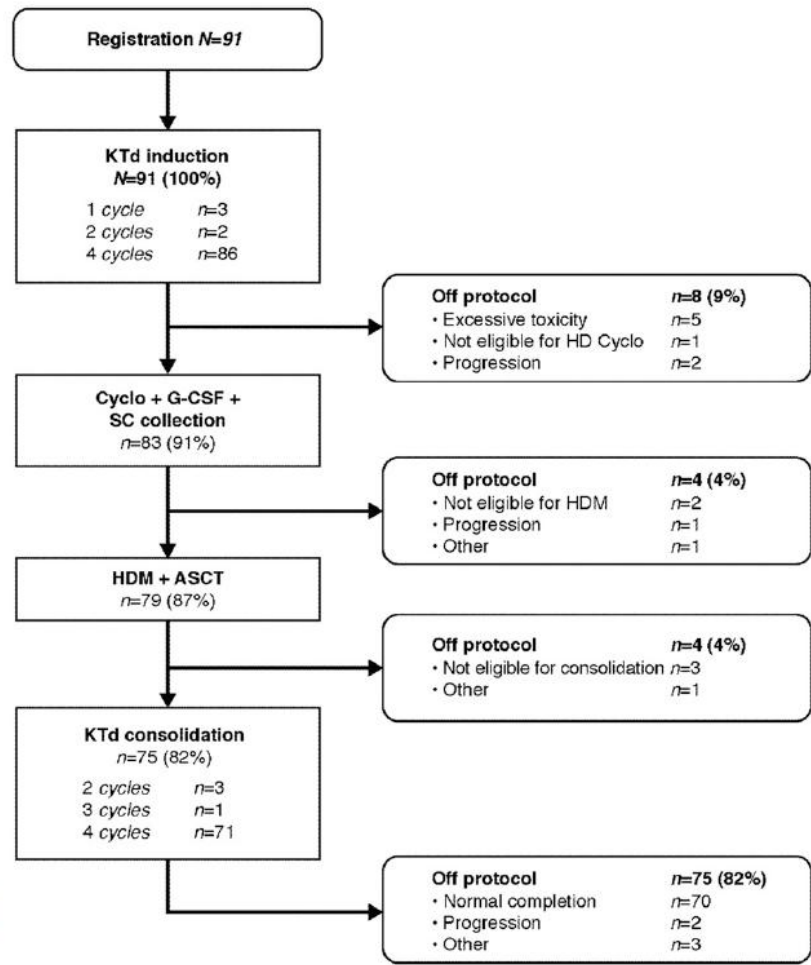 Registration N=91
KTd induction
N=91 (100%)
1 cycle n=3
2 cycles n=2
4 cycles n=86
Off protocol n=8 (9%)
• Excessive toxicity n=5
• Not eligible for HD Cyclo n=1
• Progression n=2
Cyclo + G-CSF +
SC collection
n=83 (91%)
Off protocol n=4 (4%)
• Not eligible for HDM n=2
• Progression n=1
• Other n=1
HDM + ASCT
n=79 (87%)
Off protocol n=4 (4%)
• Not eligible for consolidation n=3
• Other n=1
KTd consolidation
n=75 (82%)
2 cycles n=3
3 cycles n=1
4 cycles n=71
Off protocol n=75 (82%)
• Normal completion n=70
• Progression n=2
• Other n=3